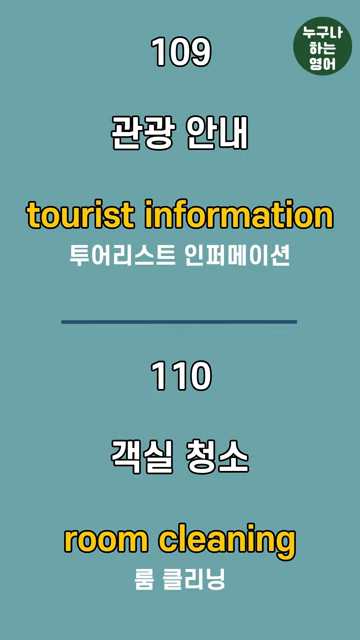 109
누구나
하는
영어
관광 안내
tourist information
투어리스트 인퍼메이션
110
객실 청소
room cleaning
룸 클리닝